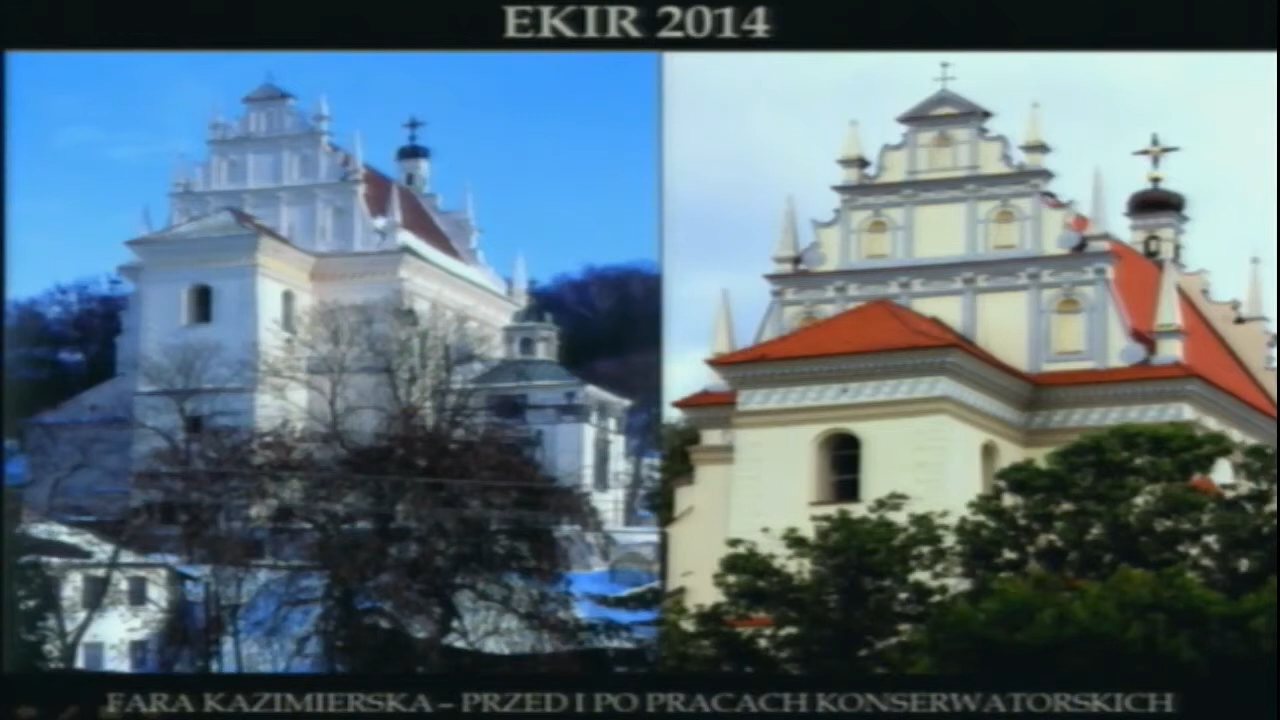 EKIR 2014
FARA KAZIMIERSKA – PRZED I PO PRACACH KONSERWATORSKICH